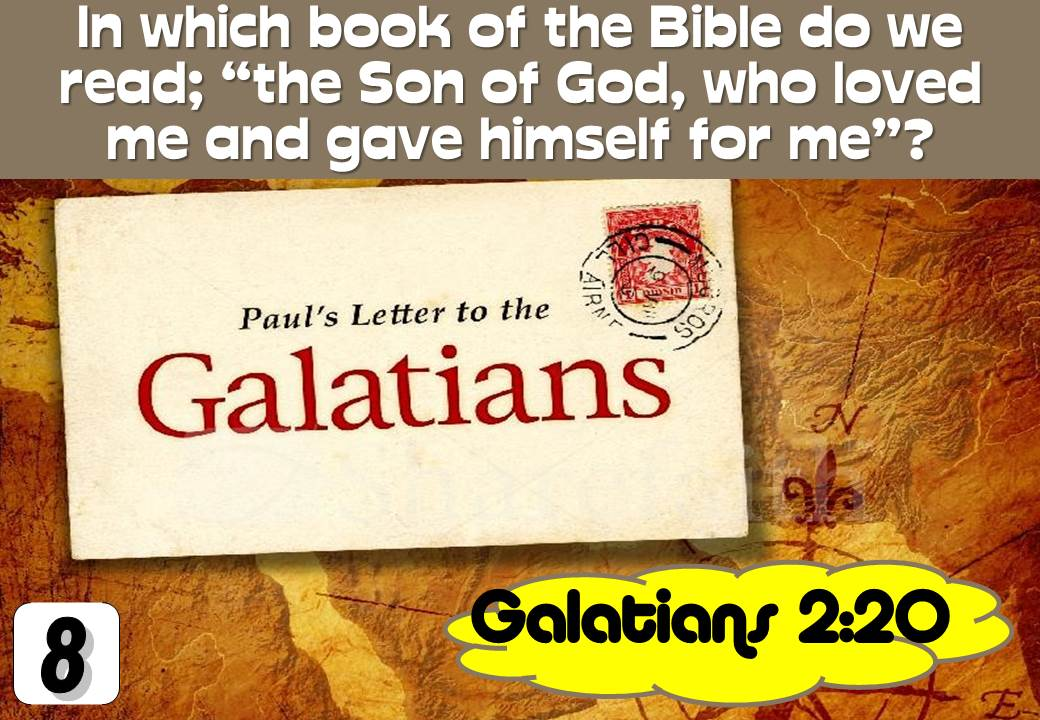 In which book of the Bible do we
read; “the Son of God, who loved
me and gave himself for me”?
Paul's Letter to the
Galatians
N
Galatians 2:20
8
E